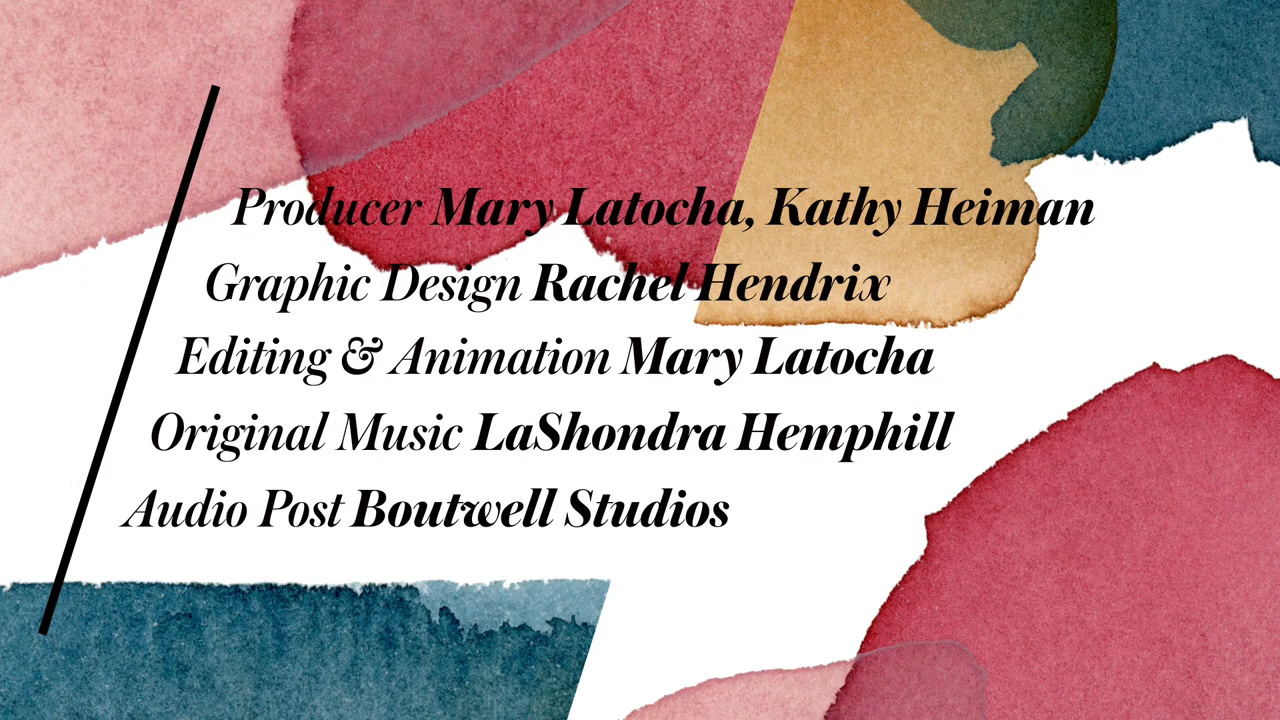 Producer Mary Latocha, Kathy Heiman
Graphic Design Rachel Hendrix
Editing & Animation Mary Latocha
Original Music LaShondra Hemphill
Audio Post Boutwell Studios